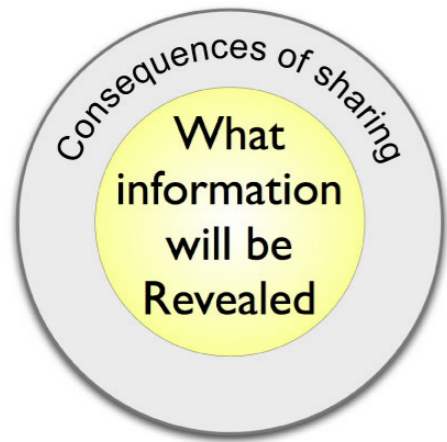 Consequences of sharing
What
information
will be
Revealed